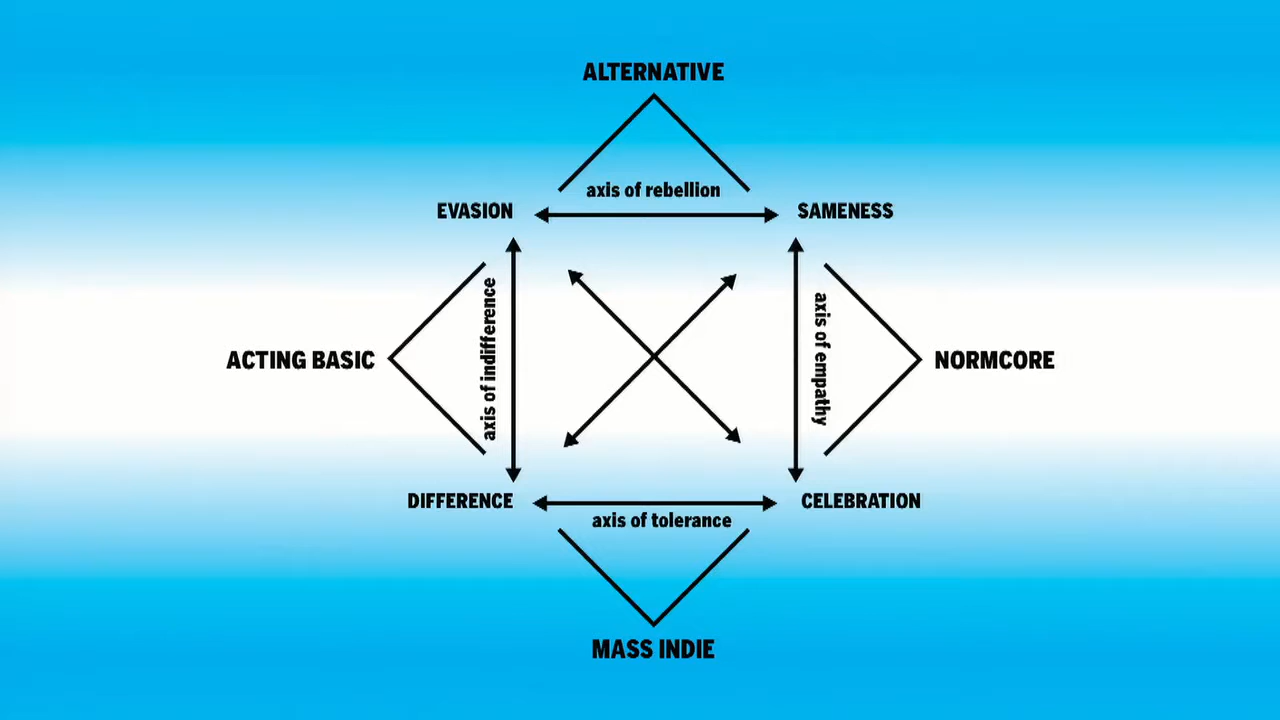 ALTERNATIVE
axis of rebellion
EVASION
SAMENESS
axis of indifference
axis of empathy
ACTING BASIC
NORMCORE
DIFFERENCE
CELEBRATION
axis of tolerance
MASS INDIE